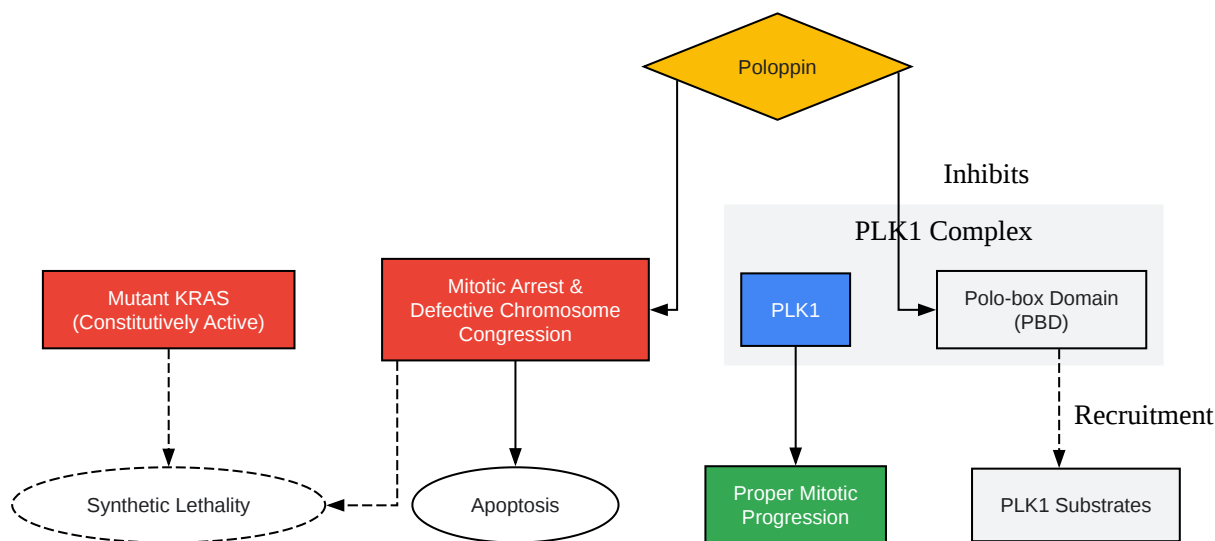 Poloppin
Inhibits
PLK1 Complex
Mutant KRAS
(Constitutively Active)
Mitotic Arrest &
Defective Chromosome
Congression
PLK1
Polo-box Domain
(PBD)
Recruitment
Synthetic Lethality
Apoptosis
Proper Mitotic
Progression
PLK1 Substrates